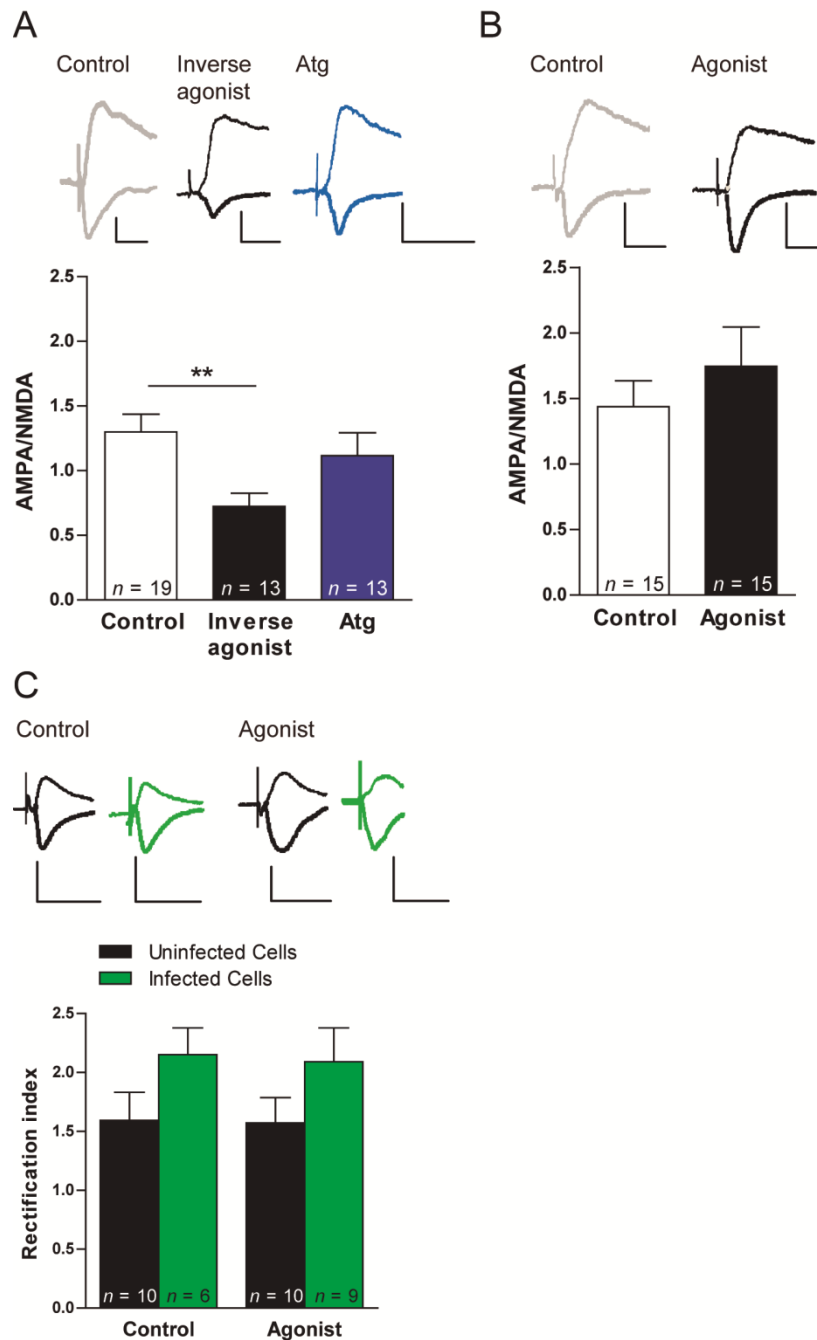 A
Control
Inverse
agonist
Atg
AMPA/NMDA
2.5
2.0
1.5
1.0
0.5
0.0
**
n = 19
n = 13
n = 13
Control
Inverse
agonist
Atg
B
Control
Agonist
AMPA/NMDA
2.5
2.0
1.5
1.0
0.5
0.0
n = 15
n = 15
Control
Agonist
C
Control
Agonist
Uninfected Cells
Infected Cells
Rectification index
2.5
2.0
1.5
1.0
0.5
0.0
n = 10
n = 6
n = 10
n = 9
Control
Agonist